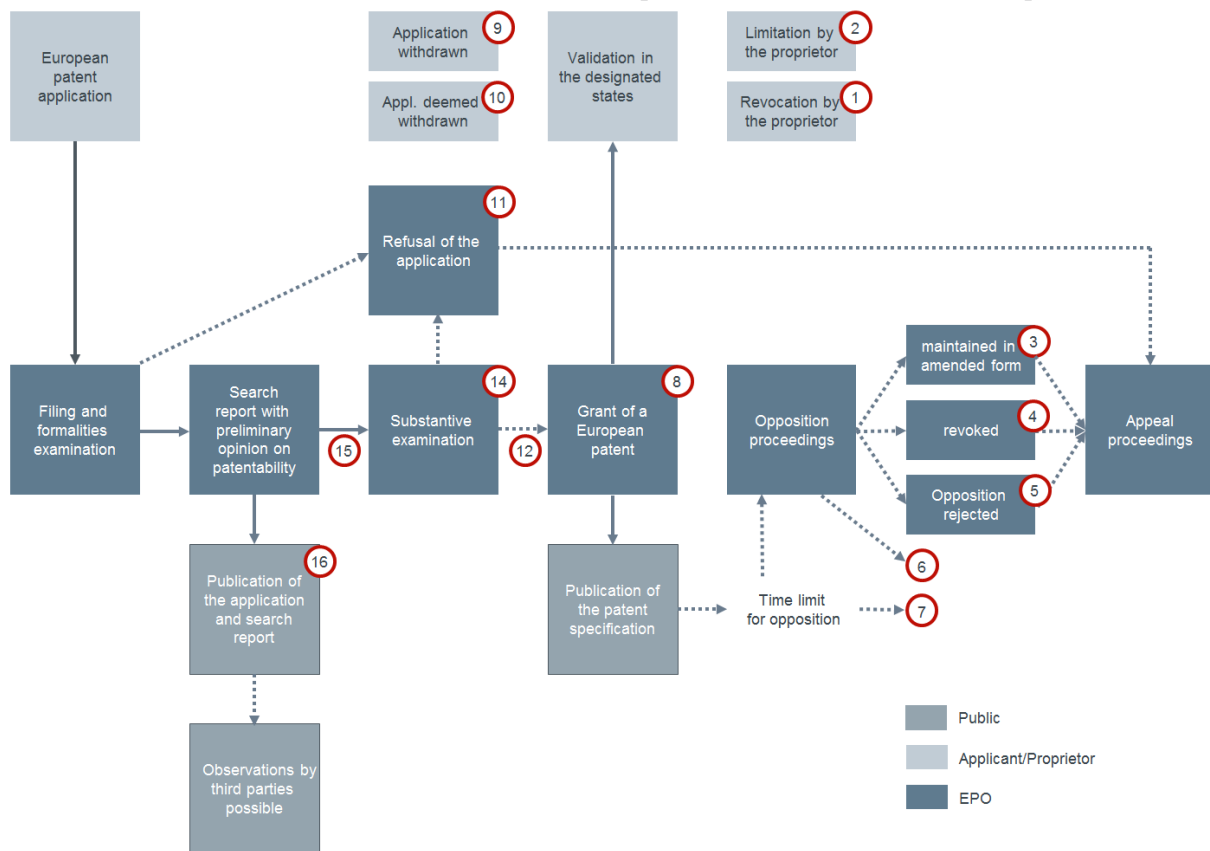 European
patent
application
Application
withdrawn
9
Appl. deemed
withdrawn
10
Validation in
the designated
states
Limitation by
the proprietor
2
Revocation by
the proprietor
1
Refusal of the
application
11
Filing and
formalities
examination
Search
report with
preliminary
opinion on
patentability
15
Substantive
examination
14
12
Grant of a
European
patent
8
Opposition
proceedings
maintained in
amended form
3
revoked
4
Opposition
rejected
5
Appeal
proceedings
6
7
Publication of
the application
and search
report
16
Publication of
the patent
specification
Time limit
for opposition
Observations by
third parties
possible
Public
Applicant/Proprietor
EPO